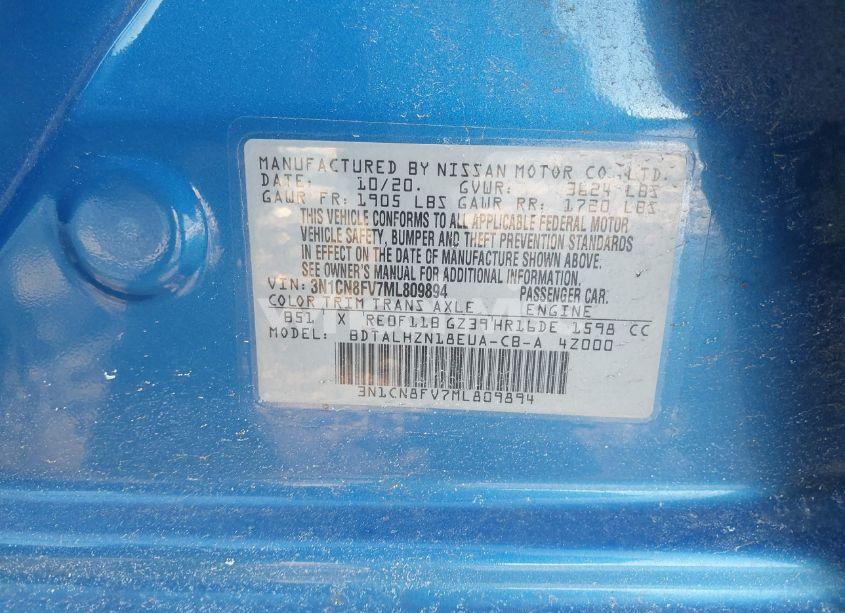 MANUFACTURED BY NISSAN MOTOR CO., LTD.
DATE: 10/20. GVWR: 3624 LBS
GAWR FR: 1905 LBS GAWR RR: 1720 LBS
THIS VEHICLE CONFORMS TO ALL APPLICABLE FEDERAL MOTOR
VEHICLE SAFETY, BUMPER AND THEFT PREVENTION STANDARDS
IN EFFECT ON THE DATE OF MANUFACTURE SHOWN ABOVE.
SEE OWNER'S MANUAL FOR ADDITIONAL INFORMATION.
VIN: 3N1CN8FV7ML809894 PASSENGER CAR.
COLOR TRIM TRANS AXLE ENGINE
B51 X RE0F11B GZ39 HR16DE 1598 CC
MODEL: BDTALHZN18EUA-CB-A 4Z000
3N1CN8FV7ML809894